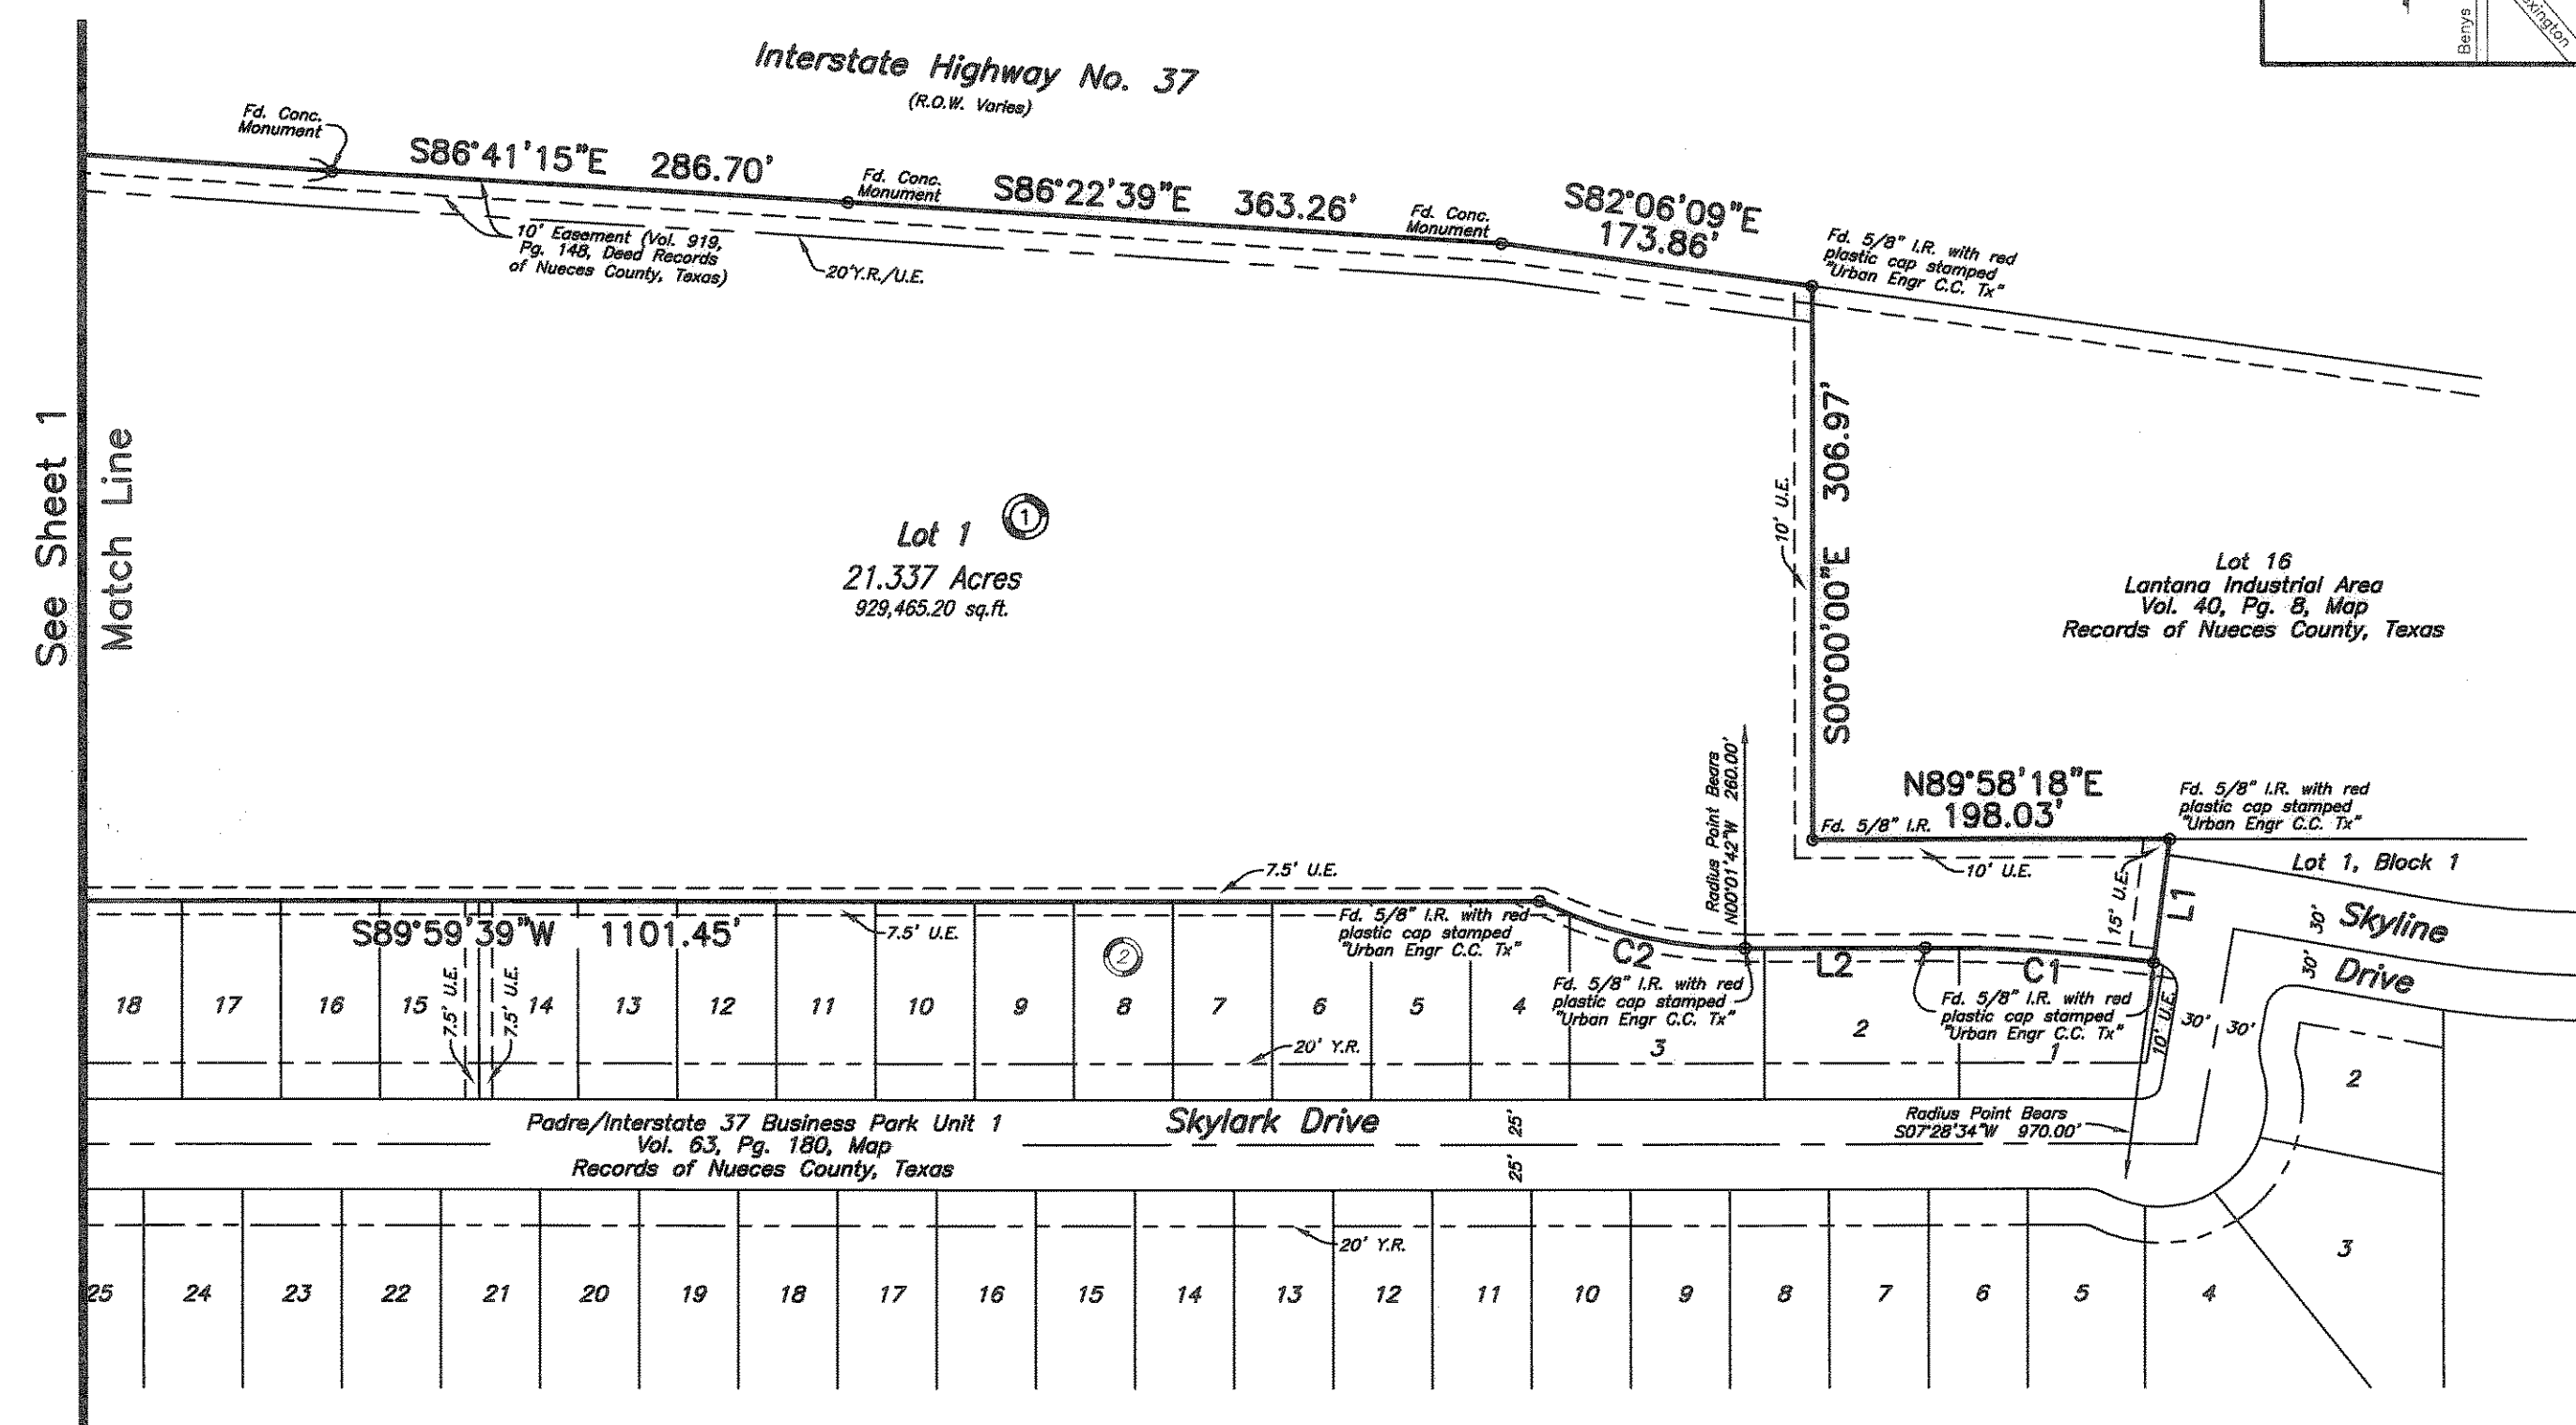 Benys
Lexington
Interstate Highway No. 37
(R.O.W. Varies)
Fd. Conc.
Monument
S86°41'15"E 286.70'
Fd. Conc.
Monument
S86°22'39"E 363.26'
Fd. Conc.
Monument
S82°06'09"E
173.86'
Fd. 5/8" I.R. with red
plastic cap stamped
"Urban Engr C.C. Tx"
10' Easement (Vol. 919,
Pg. 148, Deed Records
of Nueces County, Texas)
20'Y.R./U.E.
See Sheet 1
Match Line
Lot 1
1
21.337 Acres
929,465.20 sq.ft.
10' U.E.
S00°00'00"E 306.97'
Lot 16
Lantana Industrial Area
Vol. 40, Pg. 8, Map
Records of Nueces County, Texas
Radius Point Bears
N00°01'42"W 260.00'
N89°58'18"E
198.03'
Fd. 5/8" I.R.
Fd. 5/8" I.R. with red
plastic cap stamped
"Urban Engr C.C. Tx"
10' U.E.
15' U.E.
L1
Lot 1, Block 1
30'
Skyline
30'
Drive
7.5' U.E.
S89°59'39"W 1101.45'
7.5' U.E.
2
Fd. 5/8" I.R. with red
plastic cap stamped
"Urban Engr C.C. Tx"
C2
L2
C1
Fd. 5/8" I.R. with red
plastic cap stamped
"Urban Engr C.C. Tx"
Fd. 5/8" I.R. with red
plastic cap stamped
"Urban Engr C.C. Tx"
10' U.E.
30'
30'
18 17 16 15 14 13 12 11 10 9 8 7 6 5 4 3 2 1
7.5' U.E.
7.5' U.E.
20' Y.R.
2
Padre/Interstate 37 Business Park Unit 1
Vol. 63, Pg. 180, Map
Records of Nueces County, Texas
Skylark Drive
25'
25'
Radius Point Bears
S07°28'34"W 970.00'
20' Y.R.
3
25 24 23 22 21 20 19 18 17 16 15 14 13 12 11 10 9 8 7 6 5 4